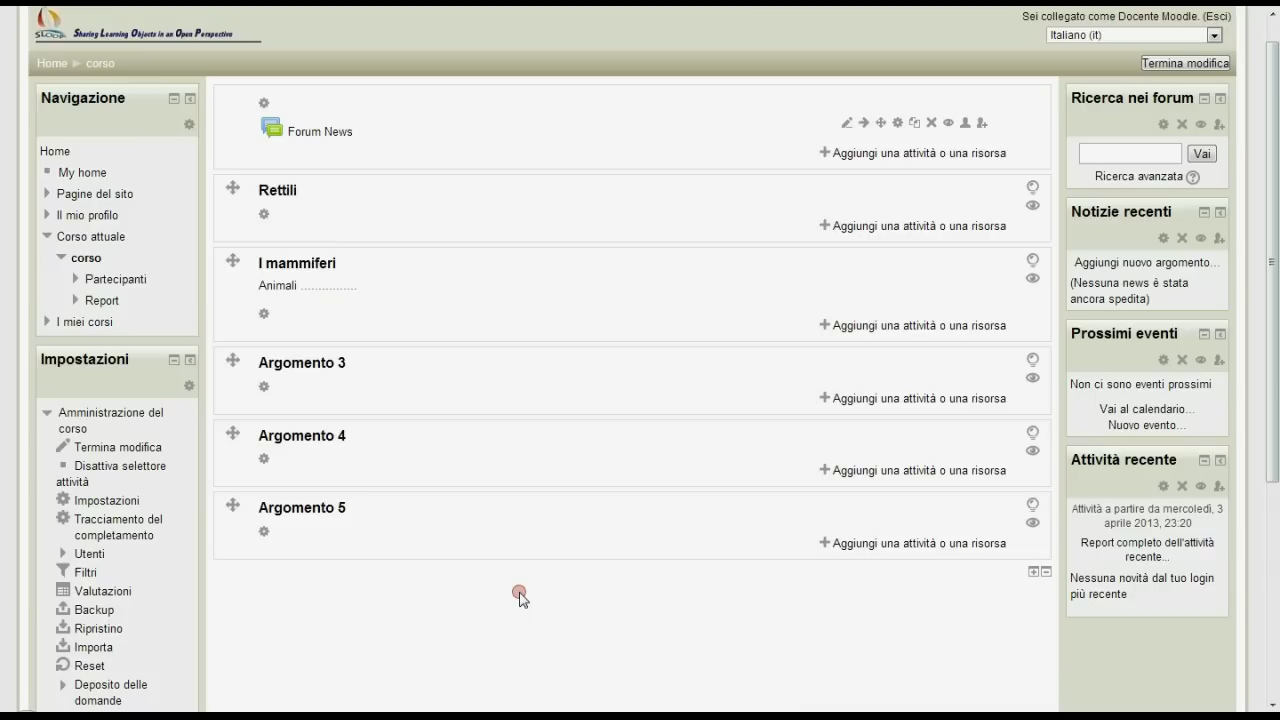 SLOOP Sharing Learning Objects in an Open Perspective
Sei collegato come Docente Moodle. (Esci)
Italiano (it)
Home corso
Termina modifica
Navigazione
Home
My home
Pagine del sito
Il mio profilo
Corso attuale
corso
Partecipanti
Report
I miei corsi
Impostazioni
Amministrazione del
corso
Termina modifica
Disattiva selettore
attività
Impostazioni
Tracciamento del
completamento
Utenti
Filtri
Valutazioni
Backup
Ripristino
Importa
Reset
Deposito delle
domande
Forum News
Aggiungi una attività o una risorsa
Rettili
Aggiungi una attività o una risorsa
I mammiferi
Animali ................
Aggiungi una attività o una risorsa
Argomento 3
Aggiungi una attività o una risorsa
Argomento 4
Aggiungi una attività o una risorsa
Argomento 5
Aggiungi una attività o una risorsa
Ricerca nei forum
Vai
Ricerca avanzata
Notizie recenti
Aggiungi nuovo argomento...
(Nessuna news è stata
ancora spedita)
Prossimi eventi
Non ci sono eventi prossimi
Vai al calendario...
Nuovo evento...
Attività recente
Attività a partire da mercoledì, 3
aprile 2013, 23:20
Report completo dell'attività
recente...
Nessuna novità dal tuo login
più recente